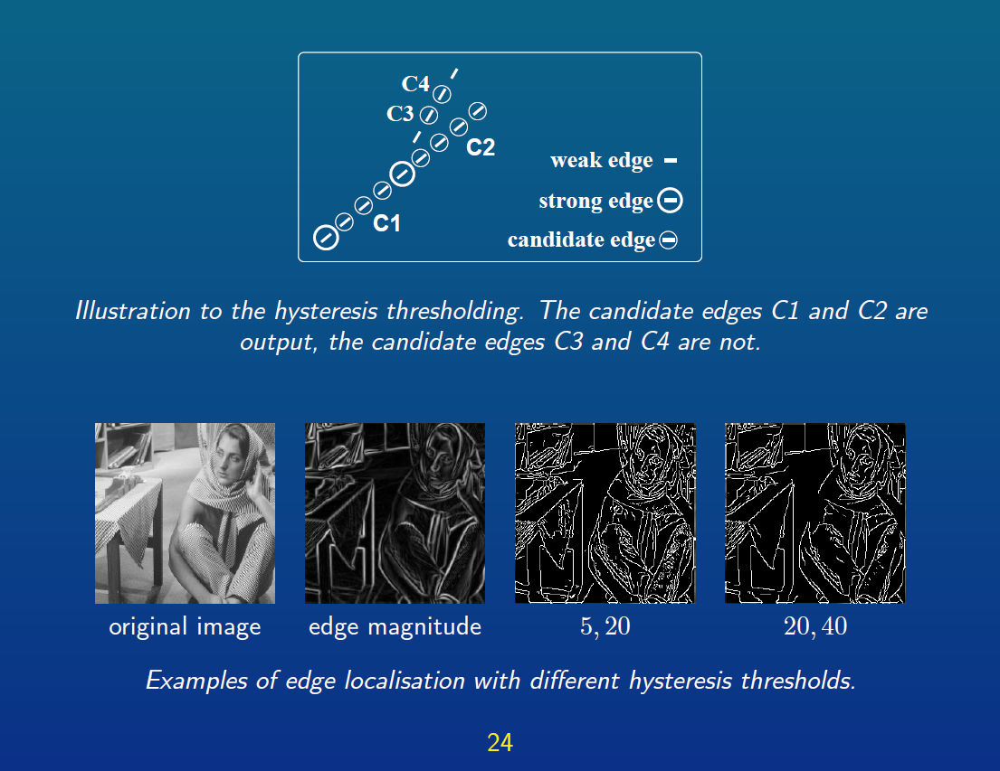 C4
C3
C2
C1
weak edge
strong edge
candidate edge
Illustration to the hysteresis thresholding. The candidate edges C1 and C2 are
output, the candidate edges C3 and C4 are not.
original image
edge magnitude
5, 20
20, 40
Examples of edge localisation with different hysteresis thresholds.
24